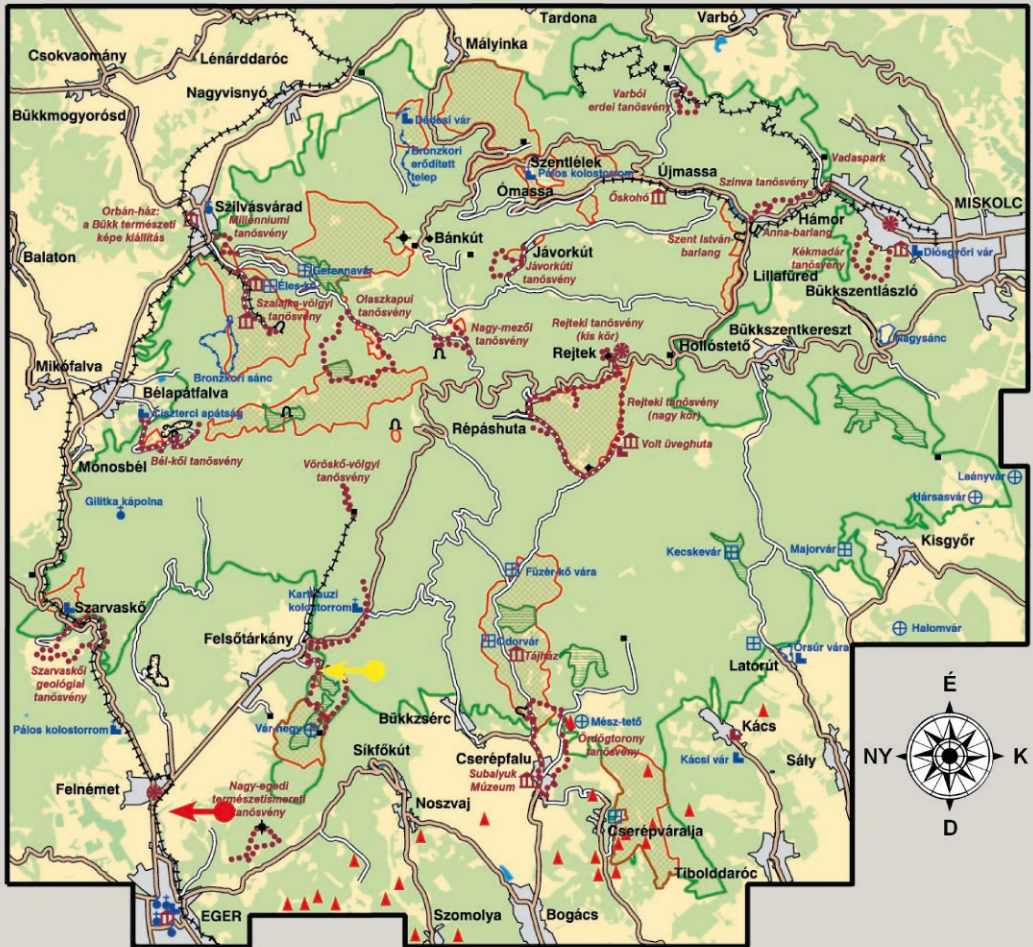 Tardona
Varbó
Csokvaomány
Lénárddaróc
Mályinka
Nagyvisnyó
Bükkmogyorósd
Varbói
erdei tanösvény
Dédesi vár
Bronzkori
erődített
telep
Szentlélek
Pálos kolostorrom
Vadaspark
Újmassa
Szinva tanösvény
Ómassa
Őskohó
Orbán-ház:
a Bükk természeti
képe kiállítás
Szilvásvárad
Millenniumi
tanösvény
MISKOLC
Hámor
Anna-barlang
Bánkút
Szent István-
barlang
Kékmadár
tanösvény
Diósgyőri vár
Balaton
Jávorkút
Jávorkúti
tanösvény
Gerennavár
Éles-kő
Lillafüred
Szalajka-völgyi
tanösvény
Olaszkapui
tanösvény
Bükkszentlászló
Nagy-mezői
tanösvény
Rejteki tanösvény
(kis kör)
Bükkszentkereszt
Nagysánc
Rejtek
Hollóstető
Mikófalva
Bronzkori sánc
Bélapátfalva
Ciszterci apátság
Rejteki tanösvény
(nagy kör)
Répáshuta
Volt üveghuta
Mónosbél
Bél-kői tanösvény
Vöröskő-völgyi
tanösvény
Leányvár
Hársasvár
Gilitka kápolna
Kisgyőr
Kecskevár
Majorvár
Füzér-kő vára
Karthauzi
kolostorrom
Szarvaskő
Halomvár
Felsőtárkány
Odorvár
Tájház
Latorút
Örsúr vára
Szarvaskői
geológiai
tanösvény
É
Bükkzsérc
Mész-tető
Ördögtorony
tanösvény
Kács
Pálos kolostorrom
Vár-hegy
Síkfőkút
Cserépfalu
Kácsi vár
Sály
NY
K
Subalyuk
Múzeum
Felnémet
Nagy-egedi
természetismereti
tanösvény
Noszvaj
D
Cserépváralja
Tibolddaróc
EGER
Szomolya
Bogács